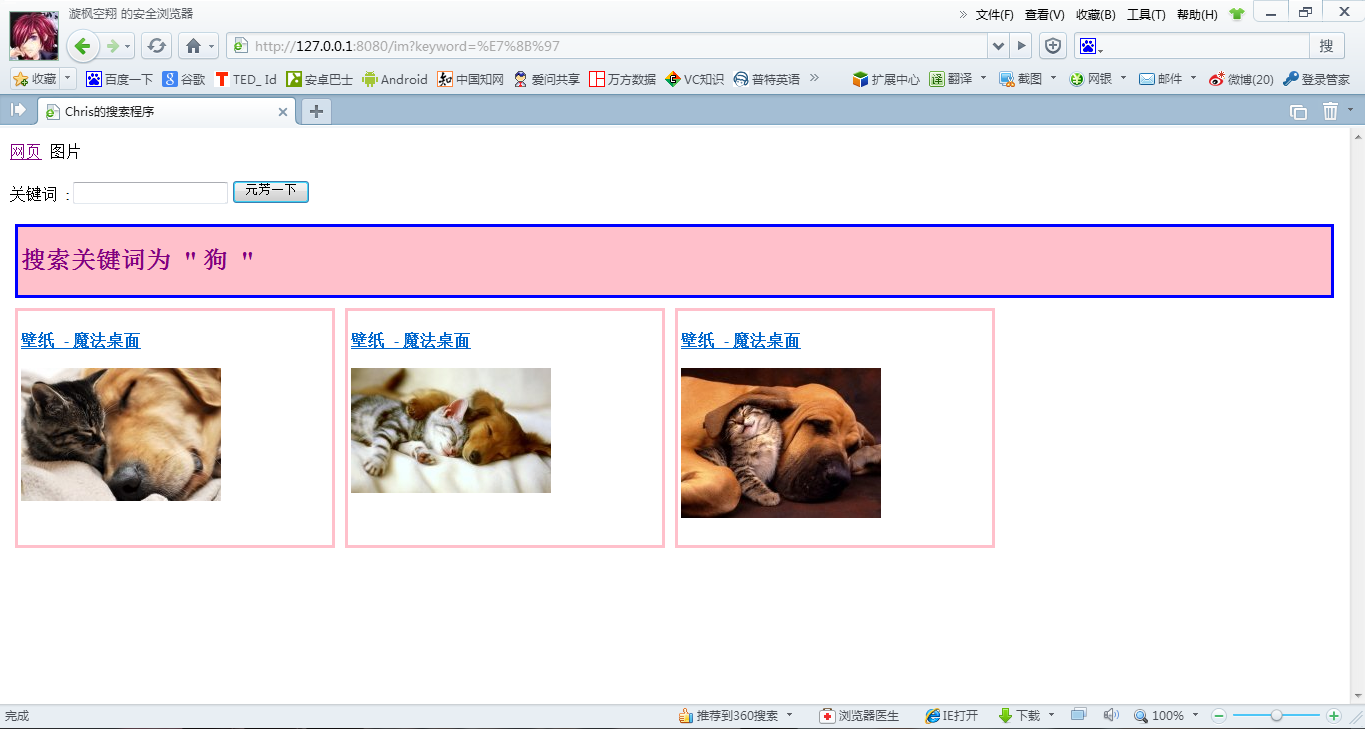 漩枫空翔 的安全浏览器
» 文件(F) 查看(V) 收藏(B) 工具(T) 帮助(H)
http://127.0.0.1:8080/im?keyword=%E7%8B%97 搜
收藏 百度一下 谷歌 TED_ Id 安卓巴士 Android 中国知网 爱问共享 万方数据 VC知识 普特英语 » 扩展中心 翻译 截图 网银 邮件 微博(20) 登录管家
Chris的搜索程序
网页 图片
关键词 : 元芳一下
搜索关键词为 " 狗 "
壁纸 - 魔法桌面 壁纸 - 魔法桌面 壁纸 - 魔法桌面
完成 推荐到360搜索 浏览器医生 IE打开 下载 100%